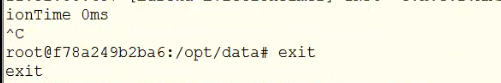 ionTime 0ms
^C
root@f78a249b2ba6:/opt/data# exit
exit